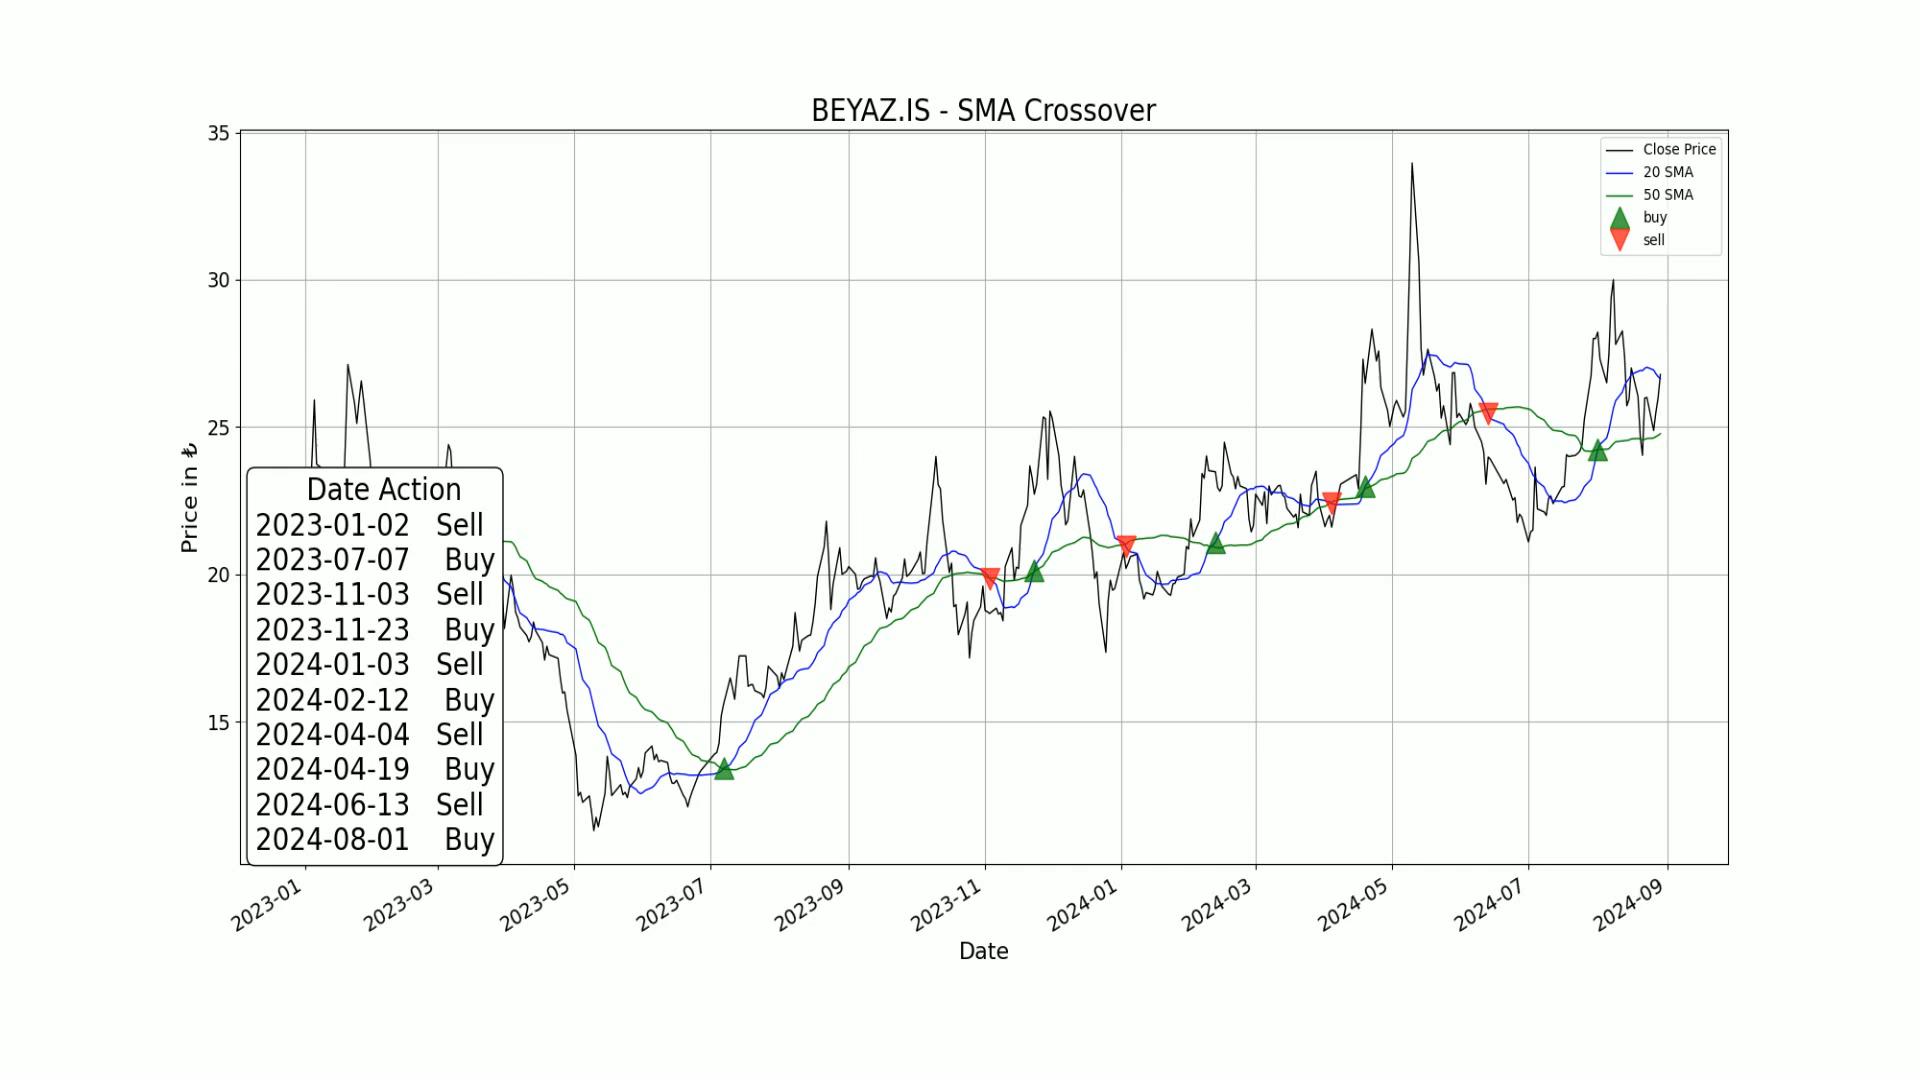 BEYAZ.IS - SMA Crossover
35
30
25
20
15
Price in ₺
Close Price
20 SMA
50 SMA
buy
sell
Date Action
2023-01-02 Sell
2023-07-07 Buy
2023-11-03 Sell
2023-11-23 Buy
2024-01-03 Sell
2024-02-12 Buy
2024-04-04 Sell
2024-04-19 Buy
2024-06-13 Sell
2024-08-01 Buy
2023-01
2023-03
2023-05
2023-07
2023-09
2023-11
2024-01
2024-03
2024-05
2024-07
2024-09
Date